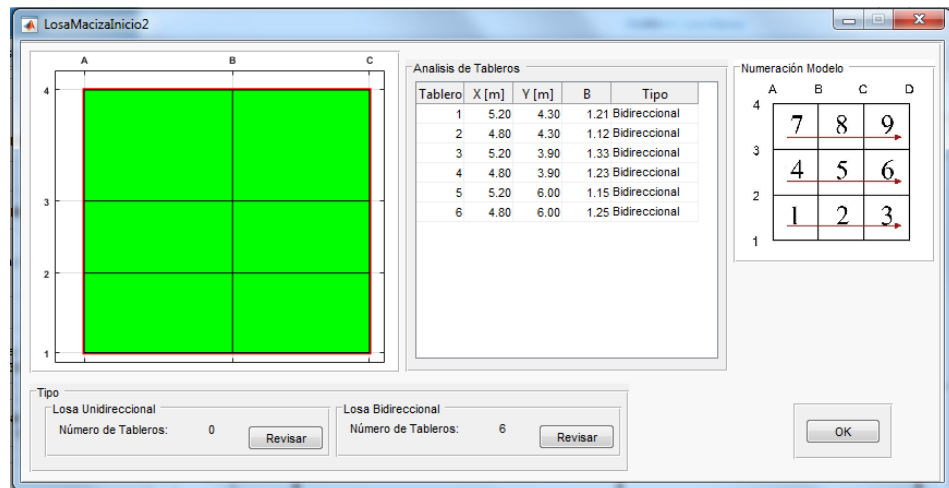 LosaMacizaInicio2
A B C
4
3
2
1
Analisis de Tableros
Tablero X [m] Y [m] B Tipo
1 5.20 4.30 1.21 Bidireccional
2 4.80 4.30 1.12 Bidireccional
3 5.20 3.90 1.33 Bidireccional
4 4.80 3.90 1.23 Bidireccional
5 5.20 6.00 1.15 Bidireccional
6 4.80 6.00 1.25 Bidireccional
Numeración Modelo
A B C D
4
7 8 9
3
4 5 6
2
1 2 3
1
Tipo
Losa Unidireccional
Número de Tableros: 0
Revisar
Losa Bidireccional
Número de Tableros: 6
Revisar
OK